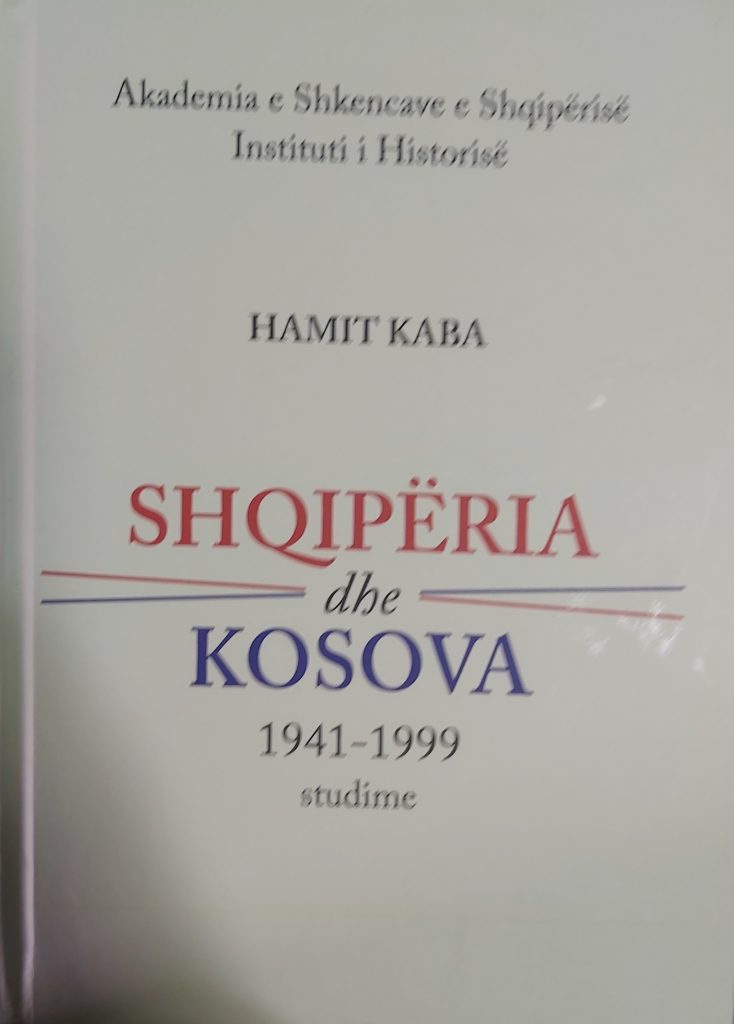 Akademia e Shkencave e Shqipërisë
Instituti i Historisë
HAMIT KABA
SHQIPËRIA
dhe
KOSOVA
1941-1999
studime